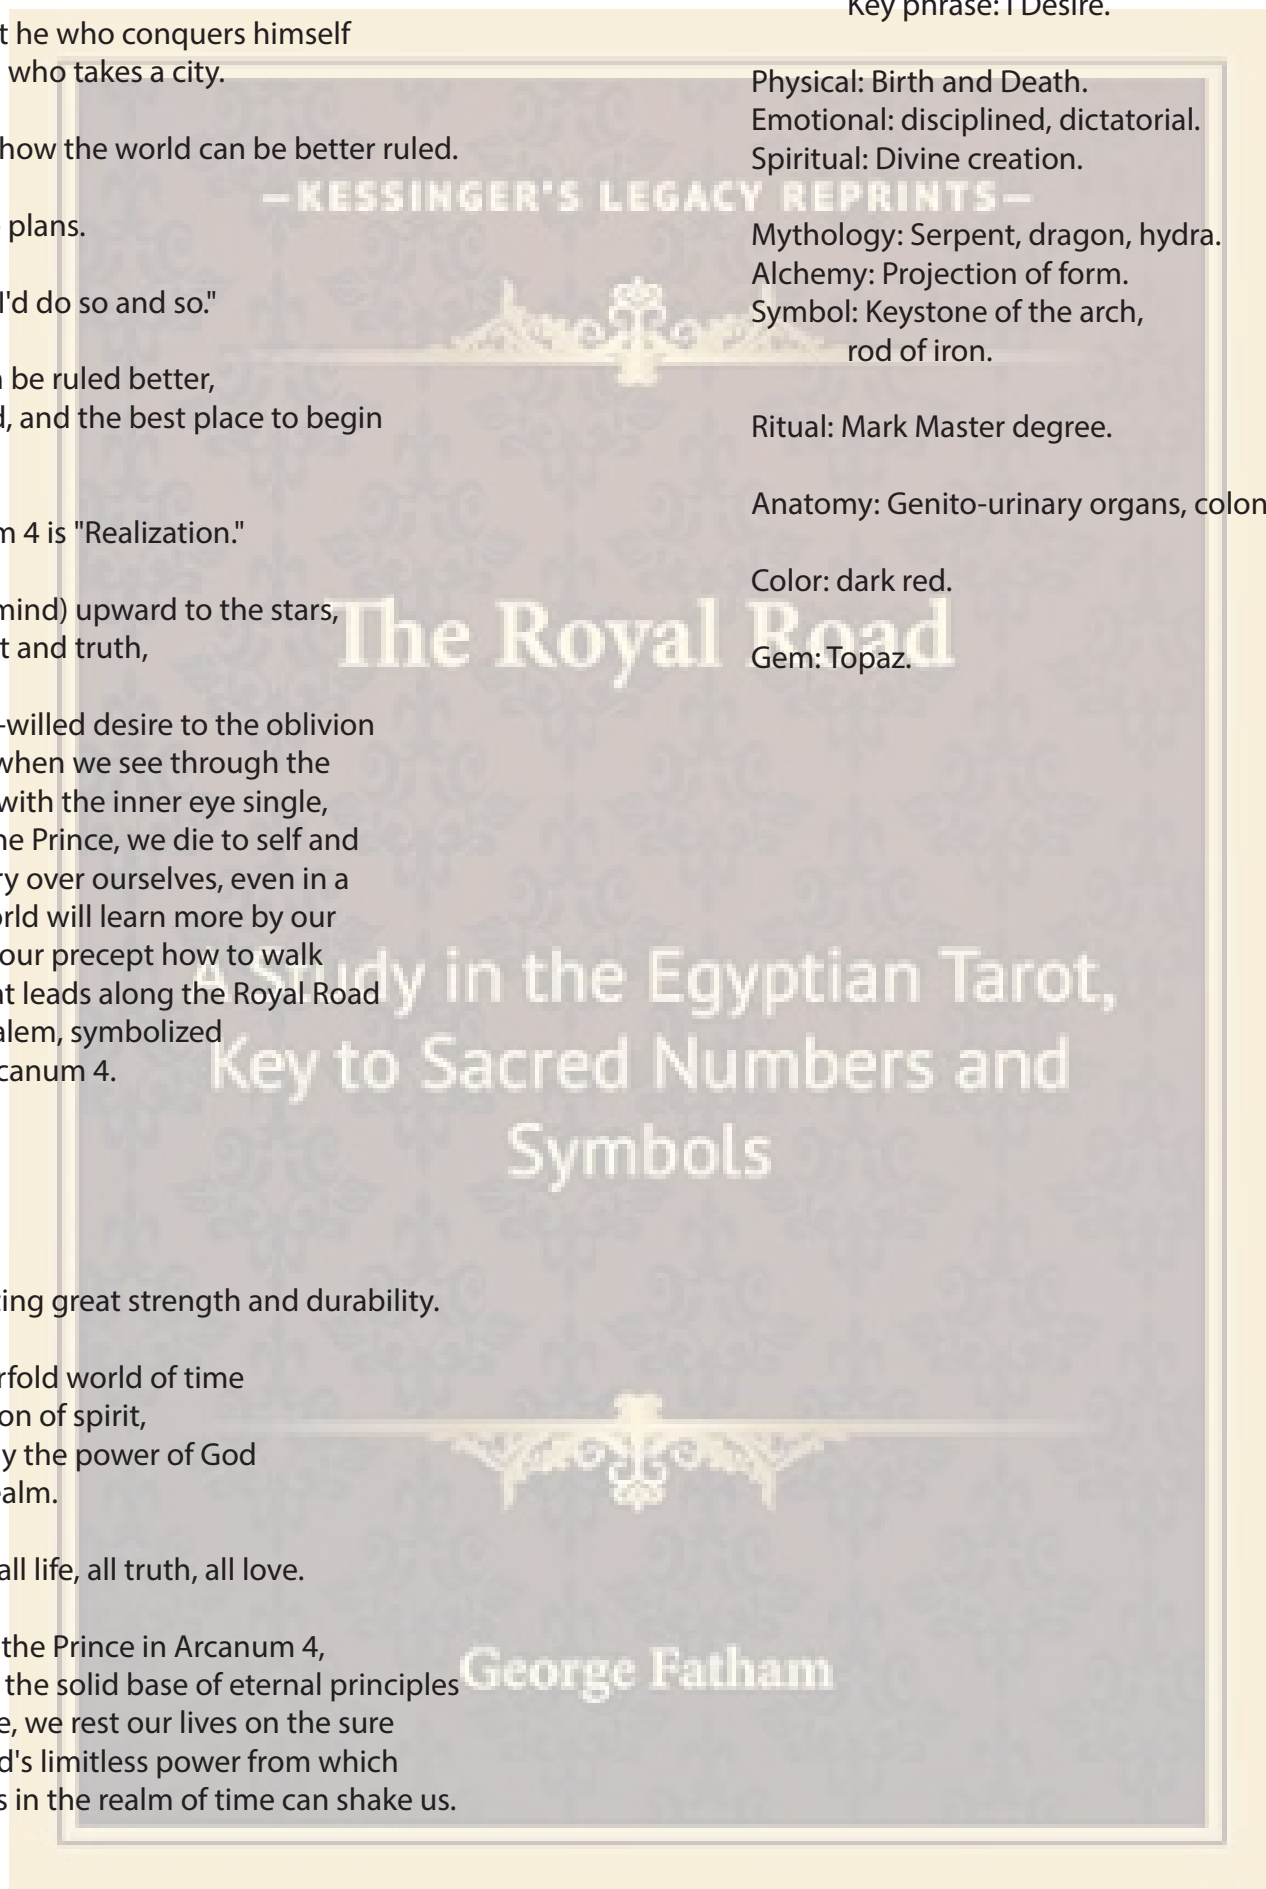 t he who conquers himself
who takes a city.
how the world can be better ruled.
plans.
I'd do so and so."
be ruled better,
d, and the best place to begin
m 4 is "Realization."
mind) upward to the stars,
t and truth,
-willed desire to the oblivion
when we see through the
with the inner eye single,
he Prince, we die to self and
ry over ourselves, even in a
orld will learn more by our
our precept how to walk
at leads along the Royal Road
alem, symbolized
rcanum 4.
ting great strength and durability.
rfold world of time
on of spirit,
y the power of God
ealm.
all life, all truth, all love.
the Prince in Arcanum 4,
the solid base of eternal principles
e, we rest our lives on the sure
d's limitless power from which
s in the realm of time can shake us.
Key phrase: I Desire.
Physical: Birth and Death.
Emotional: disciplined, dictatorial.
Spiritual: Divine creation.
Mythology: Serpent, dragon, hydra.
Alchemy: Projection of form.
Symbol: Keystone of the arch,
rod of iron.
Ritual: Mark Master degree.
Anatomy: Genito-urinary organs, colon
Color: dark red.
Gem: Topaz.
—KESSINGER'S LEGACY REPRINTS—
The Royal Road
A Study in the Egyptian Tarot,
Key to Sacred Numbers and
Symbols
George Fatham